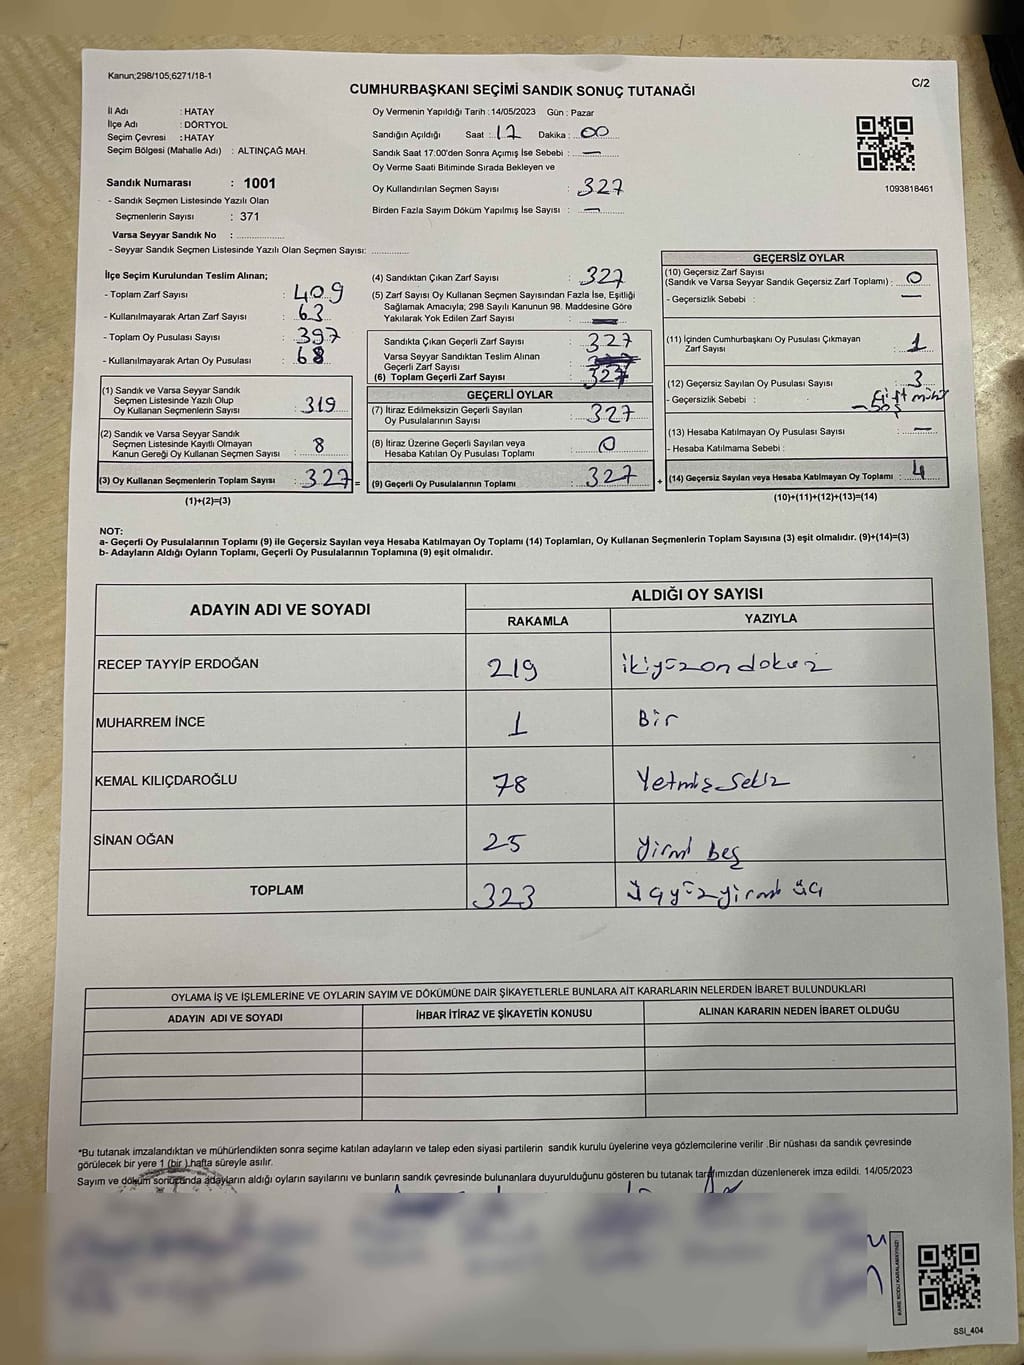 Kanun;298/105;6271/18-1
C/2
CUMHURBAŞKANI SEÇİMİ SANDIK SONUÇ TUTANAĞI
İl Adı : HATAY
İlçe Adı : DÖRTYOL
Seçim Çevresi : HATAY
Seçim Bölgesi (Mahalle Adı) : ALTINÇAĞ MAH.
Sandık Numarası : 1001
- Sandık Seçmen Listesinde Yazılı Olan
Seçmenlerin Sayısı : 371
Varsa Seyyar Sandık No :
- Seyyar Sandık Seçmen Listesinde Yazılı Olan Seçmen Sayısı:
Oy Vermenin Yapıldığı Tarih : 14/05/2023 Gün : Pazar
Sandığın Açıldığı Saat : 17 Dakika : 00
Sandık Saat 17:00'den Sonra Açımış İse Sebebi : —
Oy Verme Saati Bitiminde Sırada Bekleyen ve
Oy Kullandırılan Seçmen Sayısı : 327
Birden Fazla Sayım Döküm Yapılmış İse Sayısı : —
1093818461
İlçe Seçim Kurulundan Teslim Alınan;
- Toplam Zarf Sayısı : 409
- Kullanılmayarak Artan Zarf Sayısı : 63
- Toplam Oy Pusulası Sayısı : 397
- Kullanılmayarak Artan Oy Pusulası : 68
(1) Sandık ve Varsa Seyyar Sandık
Seçmen Listesinde Yazılı Olup
Oy Kullanan Seçmenlerin Sayısı : 319
(2) Sandık ve Varsa Seyyar Sandık
Seçmen Listesinde Kayıtlı Olmayan
Kanun Gereği Oy Kullanan Seçmen Sayısı : 8
(3) Oy Kullanan Seçmenlerin Toplam Sayısı : 327 =
(1)+(2)=(3)
(4) Sandıktan Çıkan Zarf Sayısı : 327
(5) Zarf Sayısı Oy Kullanan Seçmen Sayısından Fazla İse, Eşitliği
Sağlamak Amacıyla; 298 Sayılı Kanunun 98. Maddesine Göre
Yakılarak Yok Edilen Zarf Sayısı : —
Sandıkta Çıkan Geçerli Zarf Sayısı : 327
Varsa Seyyar Sandıktan Teslim Alınan
Geçerli Zarf Sayısı :
(6) Toplam Geçerli Zarf Sayısı : 327
GEÇERLİ OYLAR
(7) İtiraz Edilmeksizin Geçerli Sayılan
Oy Pusulalarının Sayısı : 327
(8) İtiraz Üzerine Geçerli Sayılan veya
Hesaba Katılan Oy Pusulası Toplamı : 0
(9) Geçerli Oy Pusulalarının Toplamı : 327 +
GEÇERSİZ OYLAR
(10) Geçersiz Zarf Sayısı
(Sandık ve Varsa Seyyar Sandık Geçersiz Zarf Toplamı) : 0
- Geçersizlik Sebebi : —
(11) İçinden Cumhurbaşkanı Oy Pusulası Çıkmayan
Zarf Sayısı : 1
(12) Geçersiz Sayılan Oy Pusulası Sayısı : 3
- Geçersizlik Sebebi : Çift mühür
(13) Hesaba Katılmayan Oy Pusulası Sayısı : —
- Hesaba Katılmama Sebebi :
(14) Geçersiz Sayılan veya Hesaba Katılmayan Oy Toplamı : 4
(10)+(11)+(12)+(13)=(14)
NOT:
a- Geçerli Oy Pusulalarının Toplamı (9) ile Geçersiz Sayılan veya Hesaba Katılmayan Oy Toplamı (14) Toplamları, Oy Kullanan Seçmenlerin Toplam Sayısına (3) eşit olmalıdır. (9)+(14)=(3)
b- Adayların Aldığı Oyların Toplamı, Geçerli Oy Pusulalarının Toplamına (9) eşit olmalıdır.
ADAYIN ADI VE SOYADI ALDIĞI OY SAYISI
RAKAMLA YAZIYLA
RECEP TAYYİP ERDOĞAN 219 ikiyüzondokuz
MUHARREM İNCE 1 Bir
KEMAL KILIÇDAROĞLU 78 Yetmiş Sekiz
SİNAN OĞAN 25 Yirmi beş
TOPLAM 323 üçyüzyirmi üç
OYLAMA İŞ VE İŞLEMLERİNE VE OYLARIN SAYIM VE DÖKÜMÜNE DAİR ŞİKAYETLERLE BUNLARA AİT KARARLARIN NELERDEN İBARET BULUNDUKLARI
ADAYIN ADI VE SOYADI İHBAR İTİRAZ VE ŞİKAYETİN KONUSU ALINAN KARARIN NEDEN İBARET OLDUĞU
*Bu tutanak imzalandıktan ve mühürlendikten sonra seçime katılan adayların ve talep eden siyasi partilerin sandık kurulu üyelerine veya gözlemcilerine verilir .Bir nüshası da sandık çevresinde
görülecek bir yere 1 (bir ).hafta süreyle asılır.
Sayım ve döküm sonucunda adayların aldığı oyların sayılarını ve bunların sandık çevresinde bulunanlara duyurulduğunu gösteren bu tutanak tarafımızdan düzenlenerek imza edildi. 14/05/2023
KARE KODU KARALAMAYINIZ!
SSI_404